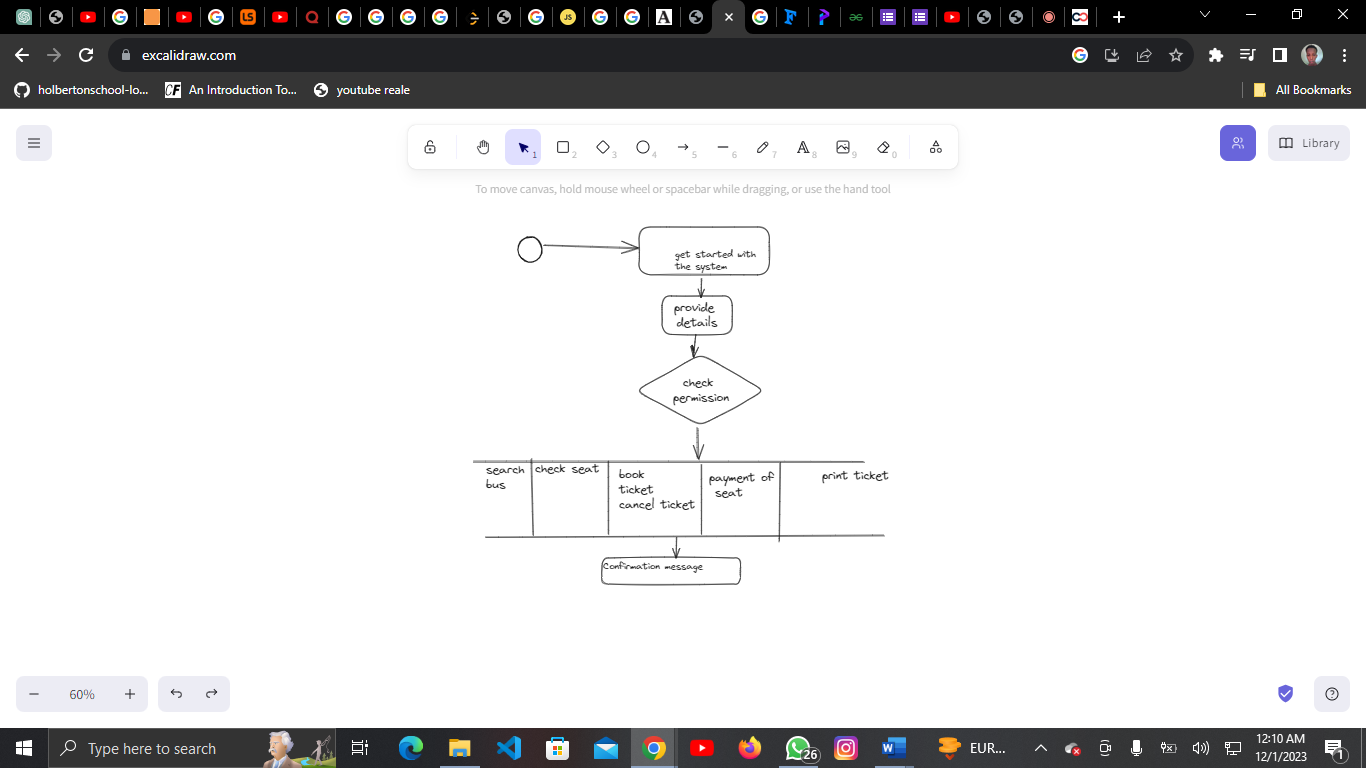 excalidraw.com
holbertonschool-lo...
An Introduction To...
youtube reale
All Bookmarks
1
2
3
4
5
6
7
8
9
0
Library
To move canvas, hold mouse wheel or spacebar while dragging, or use the hand tool
get started with
the system
provide
details
check
permission
search
bus
check seat
book
ticket
cancel ticket
payment of
seat
print ticket
Confirmation message
60%
Type here to search
26
EUR...
12:10 AM
12/1/2023
1